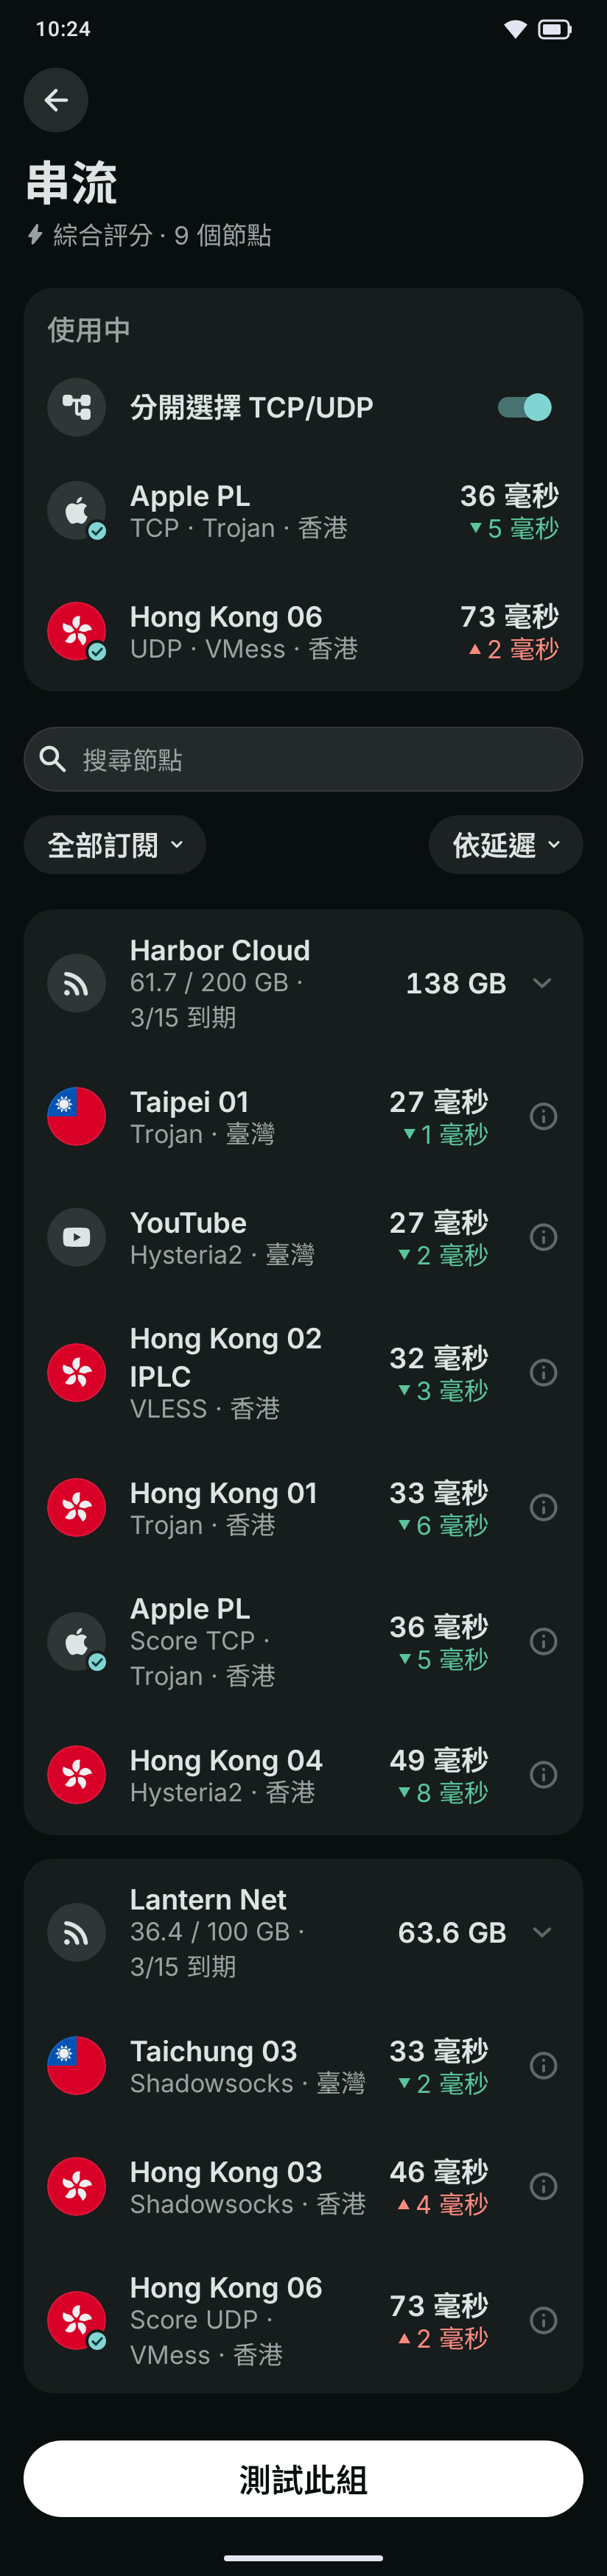 10:24
串流
綜合評分 · 9 個節點
使用中
分開選擇 TCP/UDP
Apple PL
36 毫秒
TCP · Trojan · 香港
▼5 毫秒
Hong Kong 06
73 毫秒
UDP · VMess · 香港
▲2 毫秒
搜尋節點
全部訂閱
依延遲
Harbor Cloud
61.7 / 200 GB ·
3/15 到期
138 GB
Taipei 01
27 毫秒
Trojan · 臺灣
▼1 毫秒
YouTube
27 毫秒
Hysteria2 · 臺灣
▼2 毫秒
Hong Kong 02
IPLC
32 毫秒
VLESS · 香港
▼3 毫秒
Hong Kong 01
33 毫秒
Trojan · 香港
▼6 毫秒
Apple PL
36 毫秒
Score TCP ·
Trojan · 香港
▼5 毫秒
Hong Kong 04
49 毫秒
Hysteria2 · 香港
▼8 毫秒
Lantern Net
36.4 / 100 GB ·
3/15 到期
63.6 GB
Taichung 03
33 毫秒
Shadowsocks · 臺灣
▼2 毫秒
Hong Kong 03
46 毫秒
Shadowsocks · 香港
▲4 毫秒
Hong Kong 06
73 毫秒
Score UDP ·
VMess · 香港
▲2 毫秒
測試此組